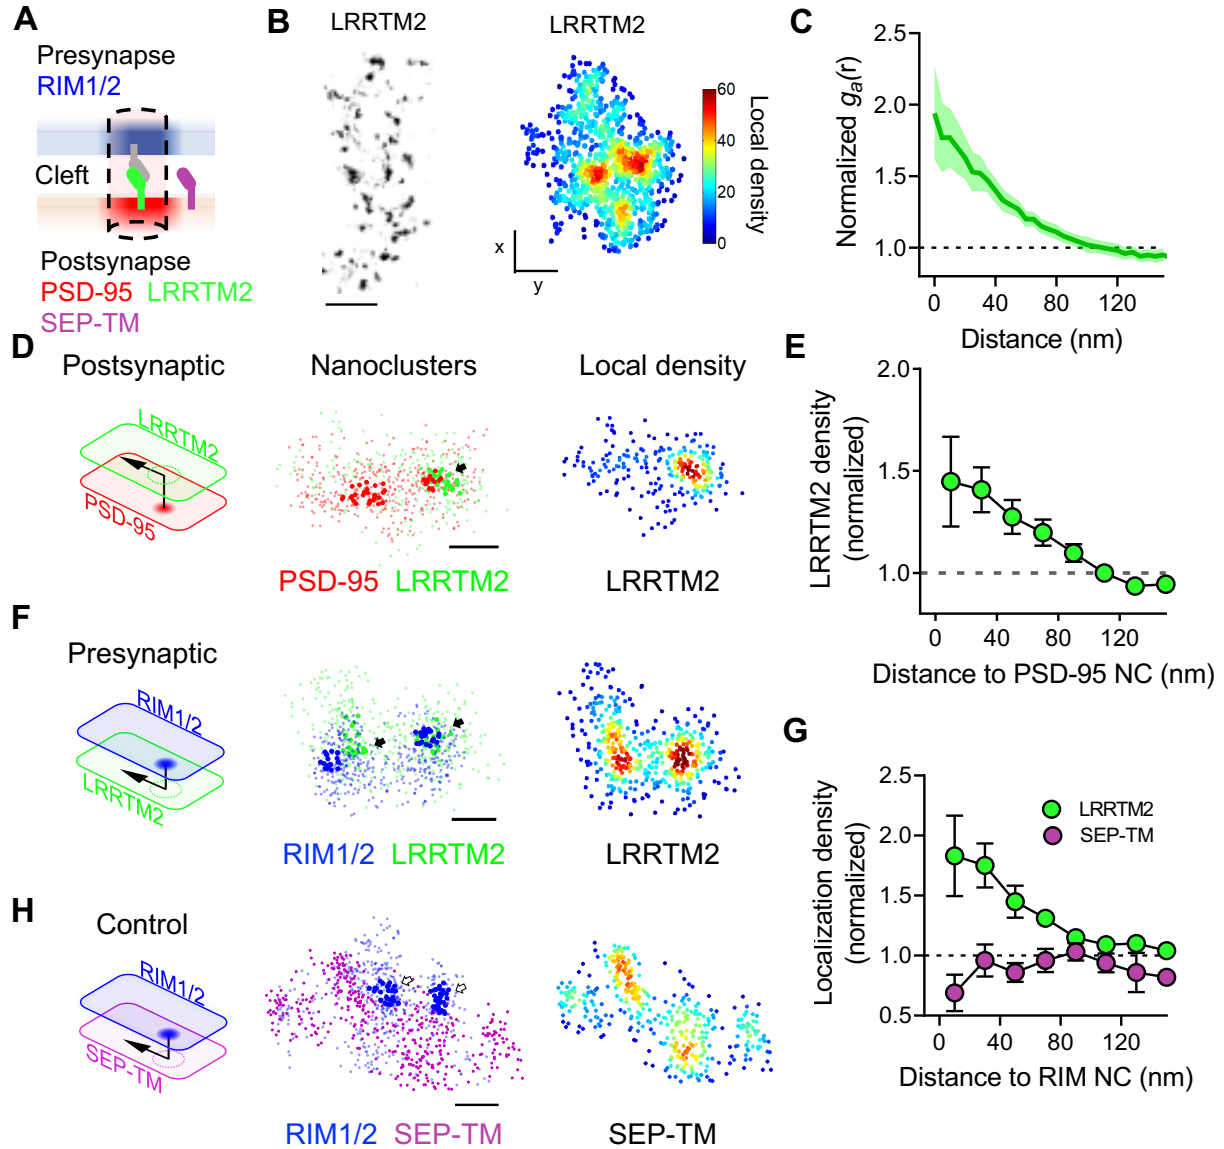 A
Presynapse
RIM1/2
Cleft
Postsynapse
PSD-95 LRRTM2
SEP-TM
B
LRRTM2
LRRTM2
x
y
60
40
20
0
Local density
C
Normalized gₐ(r)
2.5
2.0
1.5
1.0
0 40 80 120
Distance (nm)
D
Postsynaptic
Nanoclusters
Local density
LRRTM2
PSD-95
PSD-95 LRRTM2
LRRTM2
E
LRRTM2 density
(normalized)
2.0
1.5
1.0
0 40 80 120
Distance to PSD-95 NC (nm)
F
Presynaptic
RIM1/2
LRRTM2
RIM1/2 LRRTM2
LRRTM2
G
Localization density
(normalized)
2.5
2.0
1.5
1.0
0.5
LRRTM2
SEP-TM
0 40 80 120
Distance to RIM NC (nm)
H
Control
RIM1/2
SEP-TM
RIM1/2 SEP-TM
SEP-TM